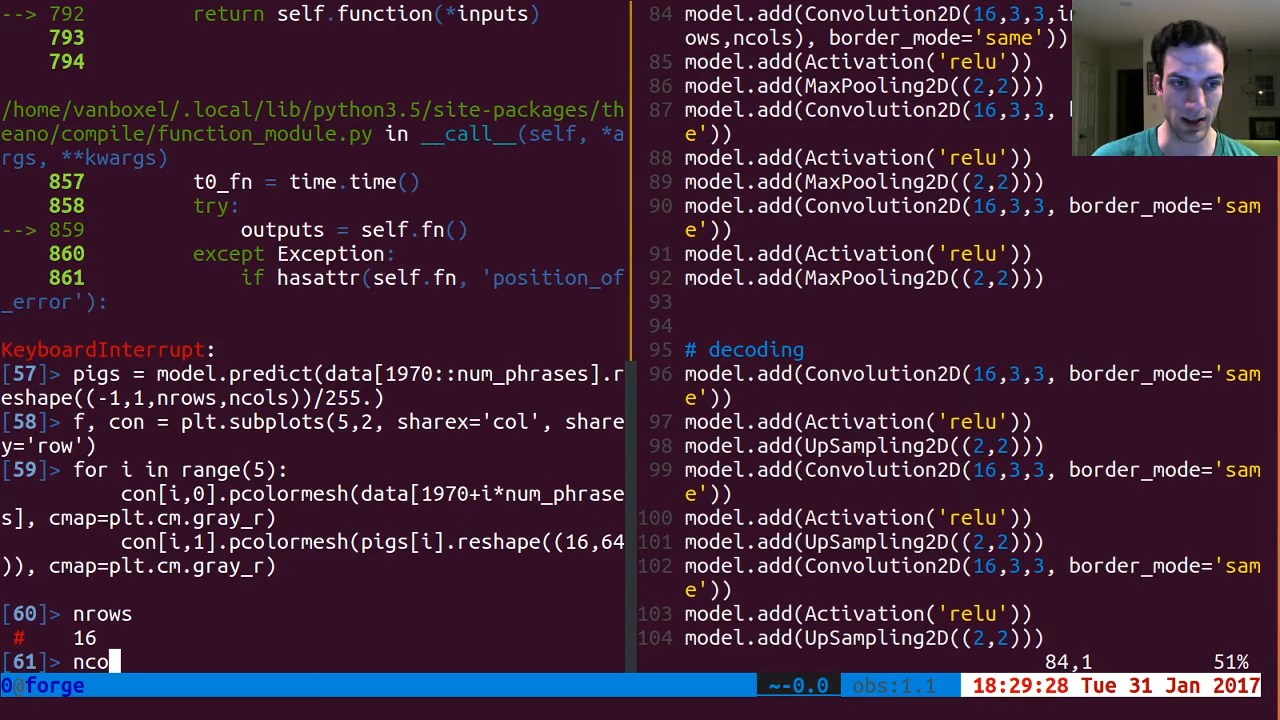 --> 792         return self.function(*inputs)
    793
    794
/home/vanboxel/.local/lib/python3.5/site-packages/th
eano/compile/function_module.py in __call__(self, *a
rgs, **kwargs)
    857         t0_fn = time.time()
    858         try:
--> 859             outputs = self.fn()
    860         except Exception:
    861             if hasattr(self.fn, 'position_of
_error'):
KeyboardInterrupt:
[57]> pigs = model.predict(data[1970::num_phrases].r
eshape((-1,1,nrows,ncols))/255.)
[58]> f, con = plt.subplots(5,2, sharex='col', share
y='row')
[59]> for i in range(5):
          con[i,0].pcolormesh(data[1970+i*num_phrase
s], cmap=plt.cm.gray_r)
          con[i,1].pcolormesh(pigs[i].reshape((16,64
)), cmap=plt.cm.gray_r)
[60]> nrows
 #    16
[61]> nco
84 model.add(Convolution2D(16,3,3,in
ows,ncols), border_mode='same'))
85 model.add(Activation('relu'))
86 model.add(MaxPooling2D((2,2)))
87 model.add(Convolution2D(16,3,3,
e'))
88 model.add(Activation('relu'))
89 model.add(MaxPooling2D((2,2)))
90 model.add(Convolution2D(16,3,3, border_mode='sam
e'))
91 model.add(Activation('relu'))
92 model.add(MaxPooling2D((2,2)))
93
94
95 # decoding
96 model.add(Convolution2D(16,3,3, border_mode='sam
e'))
97 model.add(Activation('relu'))
98 model.add(UpSampling2D((2,2)))
99 model.add(Convolution2D(16,3,3, border_mode='sam
e'))
100 model.add(Activation('relu'))
101 model.add(UpSampling2D((2,2)))
102 model.add(Convolution2D(16,3,3, border_mode='sam
e'))
103 model.add(Activation('relu'))
104 model.add(UpSampling2D((2,2)))
84,1 51%
0@forge ~-0.0 obs:1.1 18:29:28 Tue 31 Jan 2017